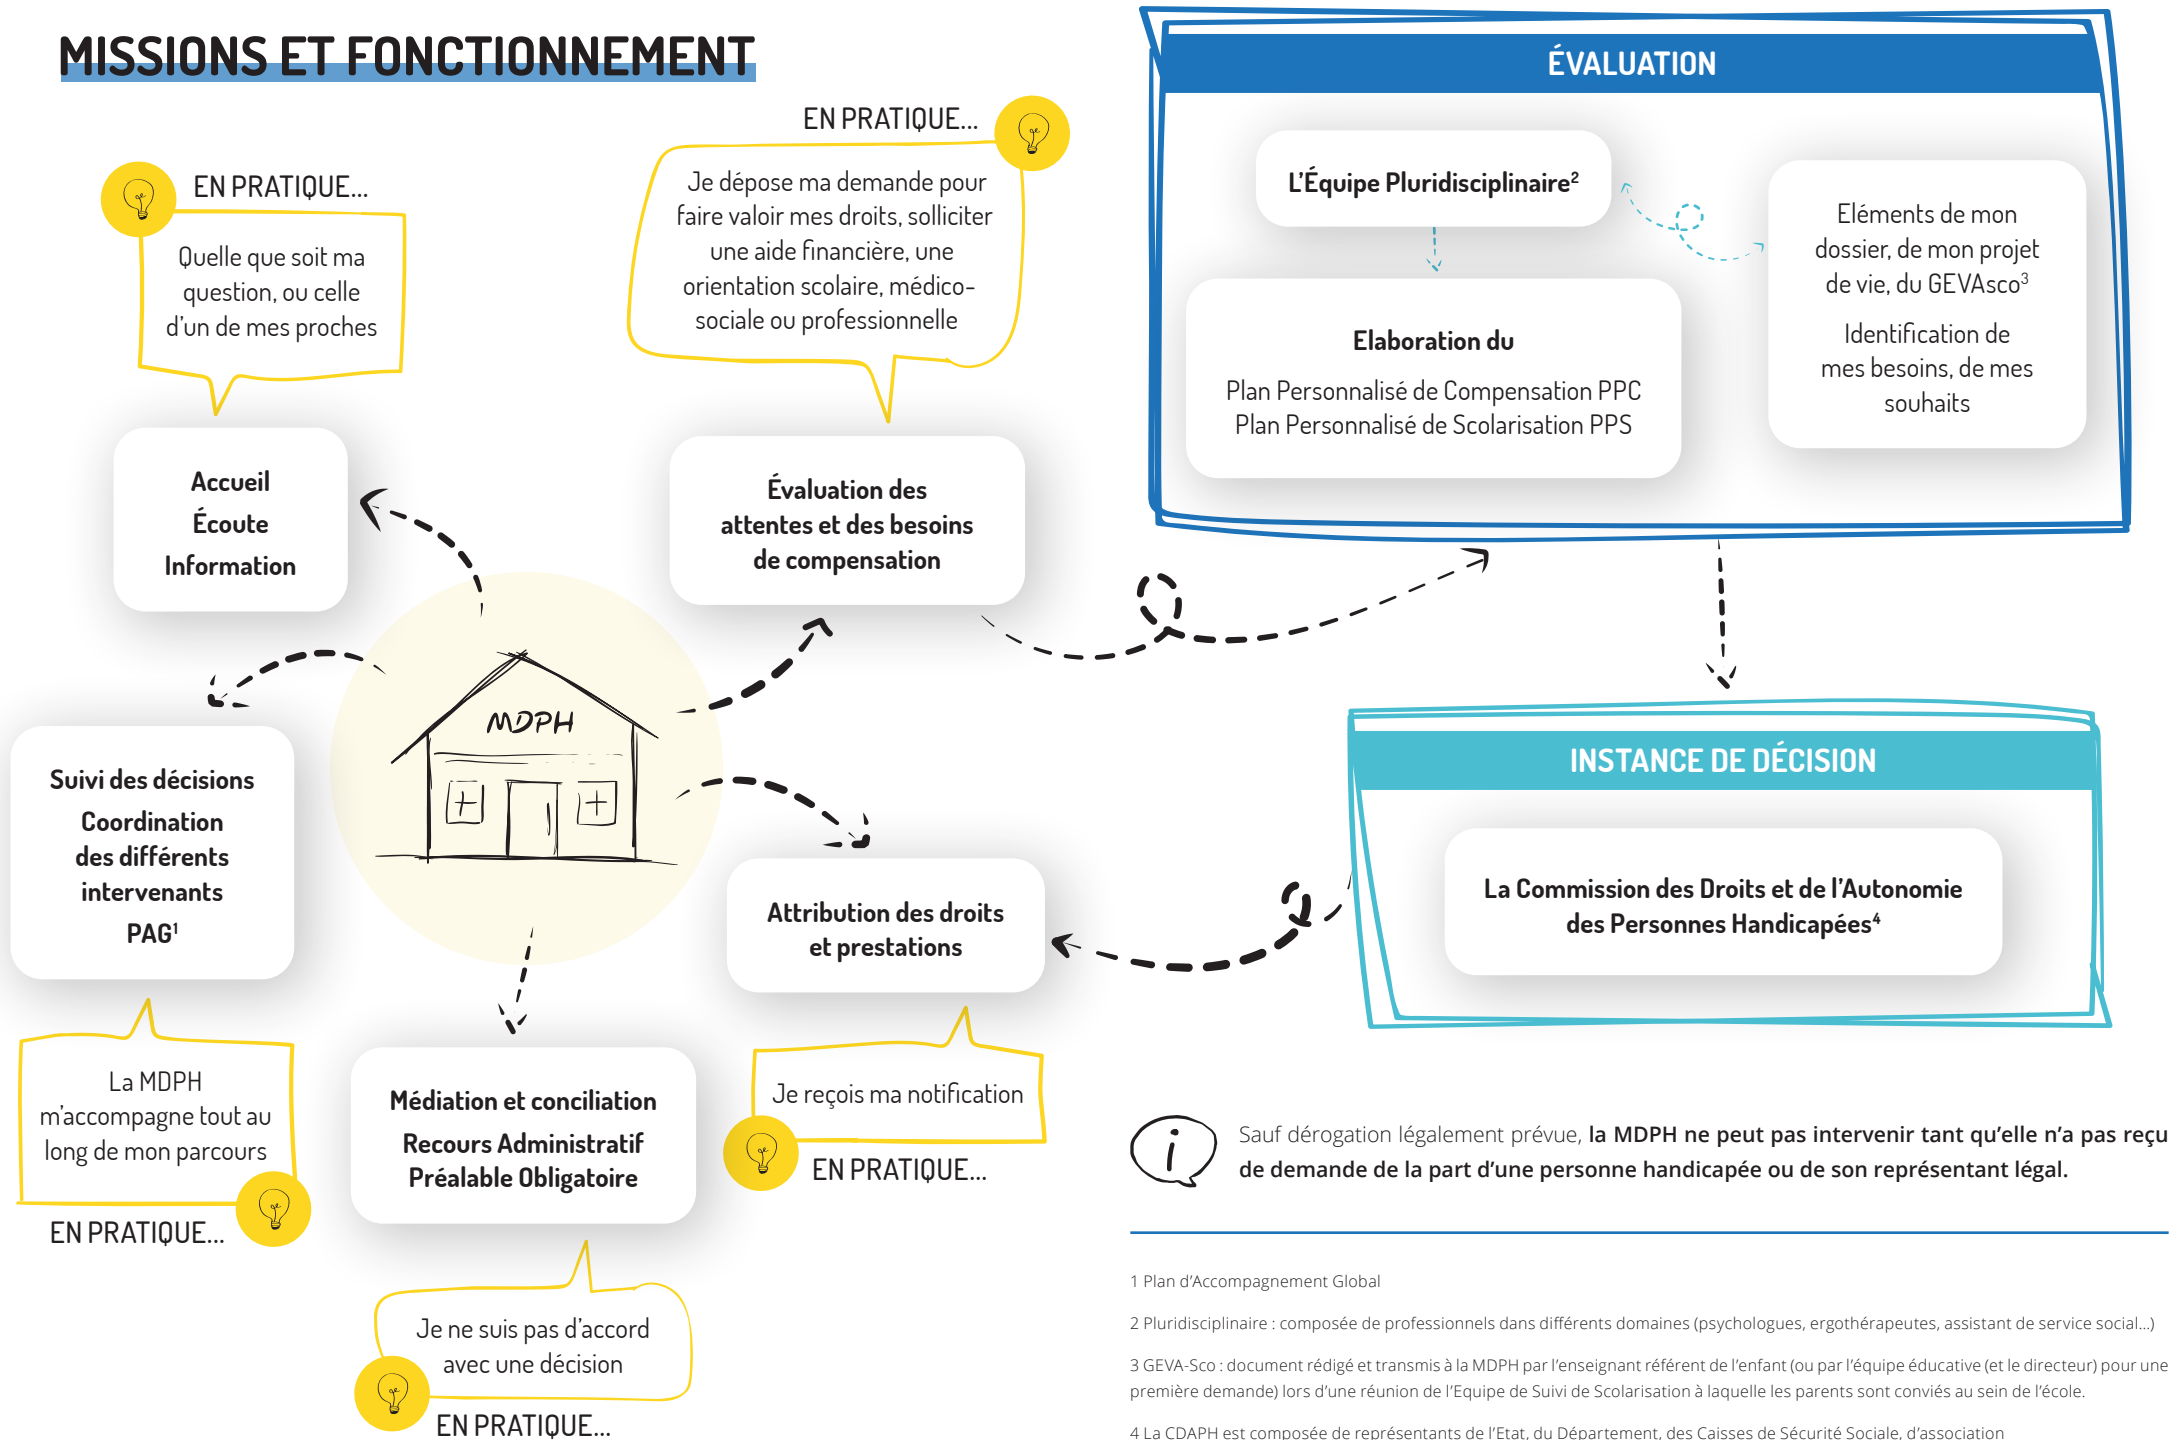 MISSIONS ET FONCTIONNEMENT
EN PRATIQUE...
Quelle que soit ma
question, ou celle
d'un de mes proches
Accueil
Écoute
Information
EN PRATIQUE...
Je dépose ma demande pour
faire valoir mes droits, solliciter
une aide financière, une
orientation scolaire, médico-
sociale ou professionnelle
Évaluation des
attentes et des besoins
de compensation
ÉVALUATION
L'Équipe Pluridisciplinaire²
Elaboration du
Plan Personnalisé de Compensation PPC
Plan Personnalisé de Scolarisation PPS
Eléments de mon
dossier, de mon projet
de vie, du GEVAsco³
Identification de
mes besoins, de mes
souhaits
MDPH
Suivi des décisions
Coordination
des différents
intervenants
PAG¹
La MDPH
m'accompagne tout au
long de mon parcours
EN PRATIQUE...
Médiation et conciliation
Recours Administratif
Préalable Obligatoire
Je ne suis pas d'accord
avec une décision
EN PRATIQUE...
Attribution des droits
et prestations
Je reçois ma notification
EN PRATIQUE...
INSTANCE DE DÉCISION
La Commission des Droits et de l'Autonomie
des Personnes Handicapées⁴
Sauf dérogation légalement prévue, la MDPH ne peut pas intervenir tant qu'elle n'a pas reçu
de demande de la part d'une personne handicapée ou de son représentant légal.
1 Plan d'Accompagnement Global
2 Pluridisciplinaire : composée de professionnels dans différents domaines (psychologues, ergothérapeutes, assistant de service social...)
3 GEVA-Sco : document rédigé et transmis à la MDPH par l'enseignant référent de l'enfant (ou par l'équipe éducative (et le directeur) pour une
première demande) lors d'une réunion de l'Equipe de Suivi de Scolarisation à laquelle les parents sont conviés au sein de l'école.
4 La CDAPH est composée de représentants de l'Etat, du Département, des Caisses de Sécurité Sociale, d'association